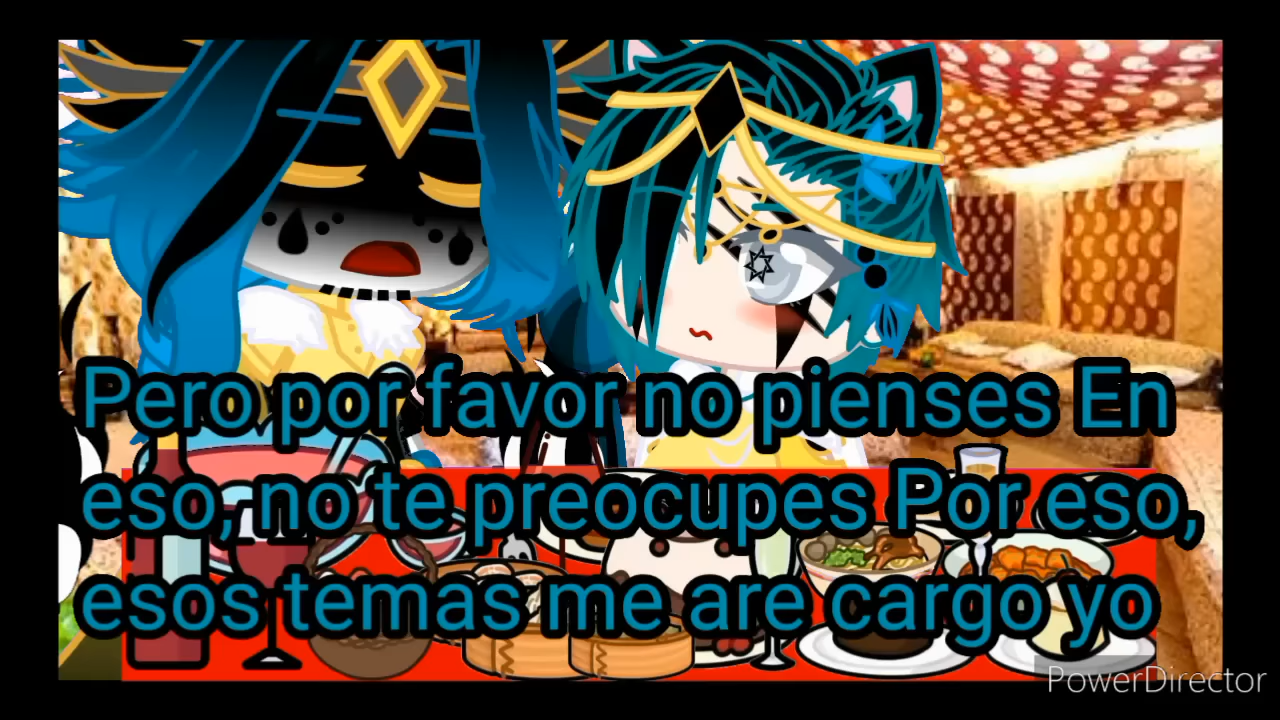 Pero por favor no pienses En
eso, no te preocupes Por eso,
esos temas me are cargo yo
PowerDirector